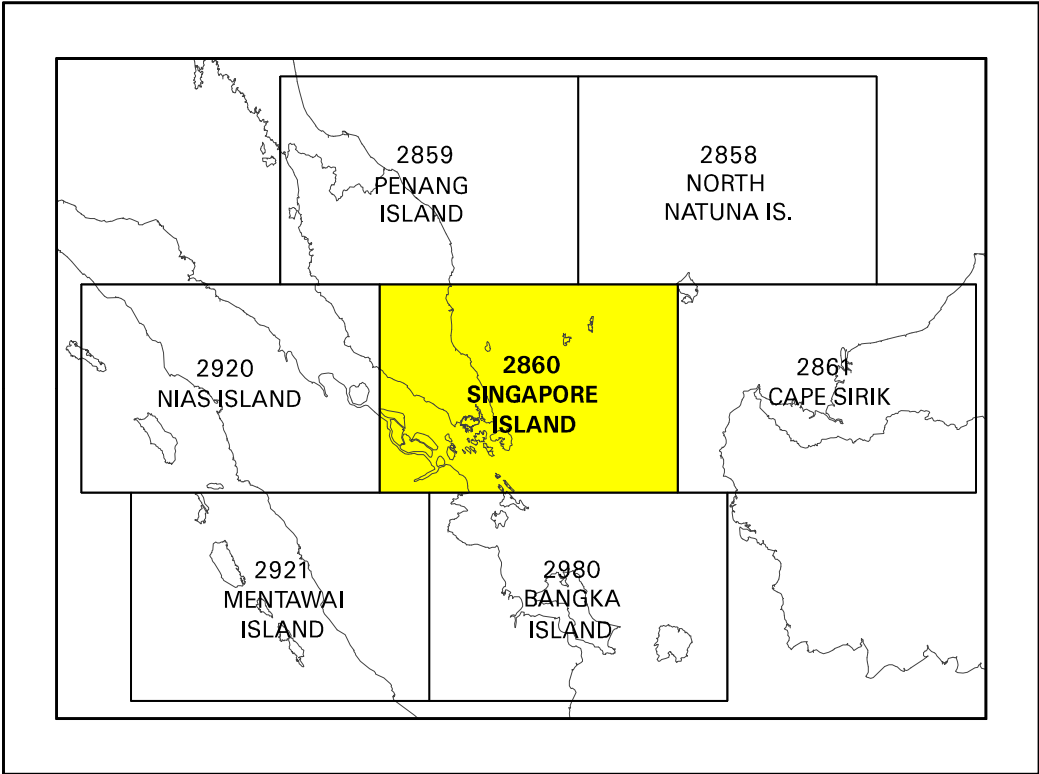 2859
PENANG
ISLAND
2858
NORTH
NATUNA IS.
2920
NIAS ISLAND
2860
SINGAPORE
ISLAND
2861
CAPE SIRIK
2921
MENTAWAI
ISLAND
2980
BANGKA
ISLAND